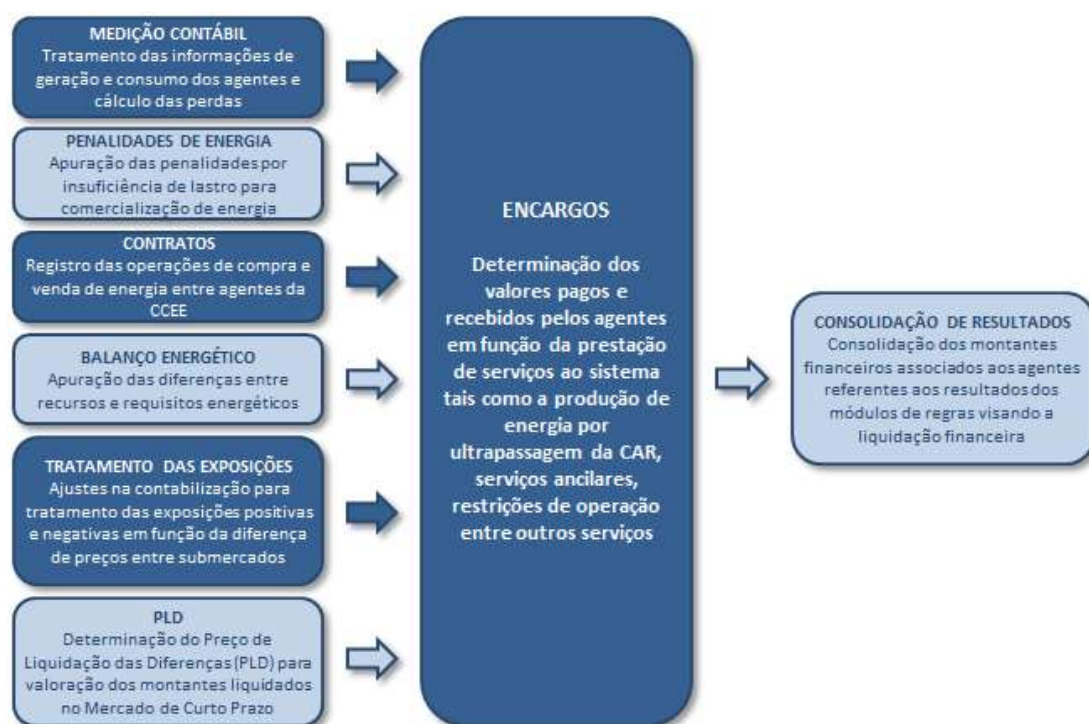 MEDIÇÃO CONTÁBIL
Tratamento das informações de
geração e consumo dos agentes e
cálculo das perdas
PENALIDADES DE ENERGIA
Apuração das penalidades por
insuficiência de lastro para
comercialização de energia
CONTRATOS
Registro das operações de compra e
venda de energia entre agentes da
CCEE
BALANÇO ENERGÉTICO
Apuração das diferenças entre
recursos e requisitos energéticos
TRATAMENTO DAS EXPOSIÇÕES
Ajustes na contabilização para
tratamento das exposições positivas
e negativas em função da diferença
de preços entre submercados
PLD
Determinação do Preço de
Liquidação das Diferenças (PLD) para
valoração dos montantes liquidados
no Mercado de Curto Prazo
ENCARGOS
Determinação dos
valores pagos e
recebidos pelos agentes
em função da prestação
de serviços ao sistema
tais como a produção de
energia por
ultrapassagem da CAR,
serviços ancilares,
restrições de operação
entre outros serviços
CONSOLIDAÇÃO DE RESULTADOS
Consolidação dos montantes
financeiros associados aos agentes
referentes aos resultados dos
módulos de regras visando a
liquidação financeira